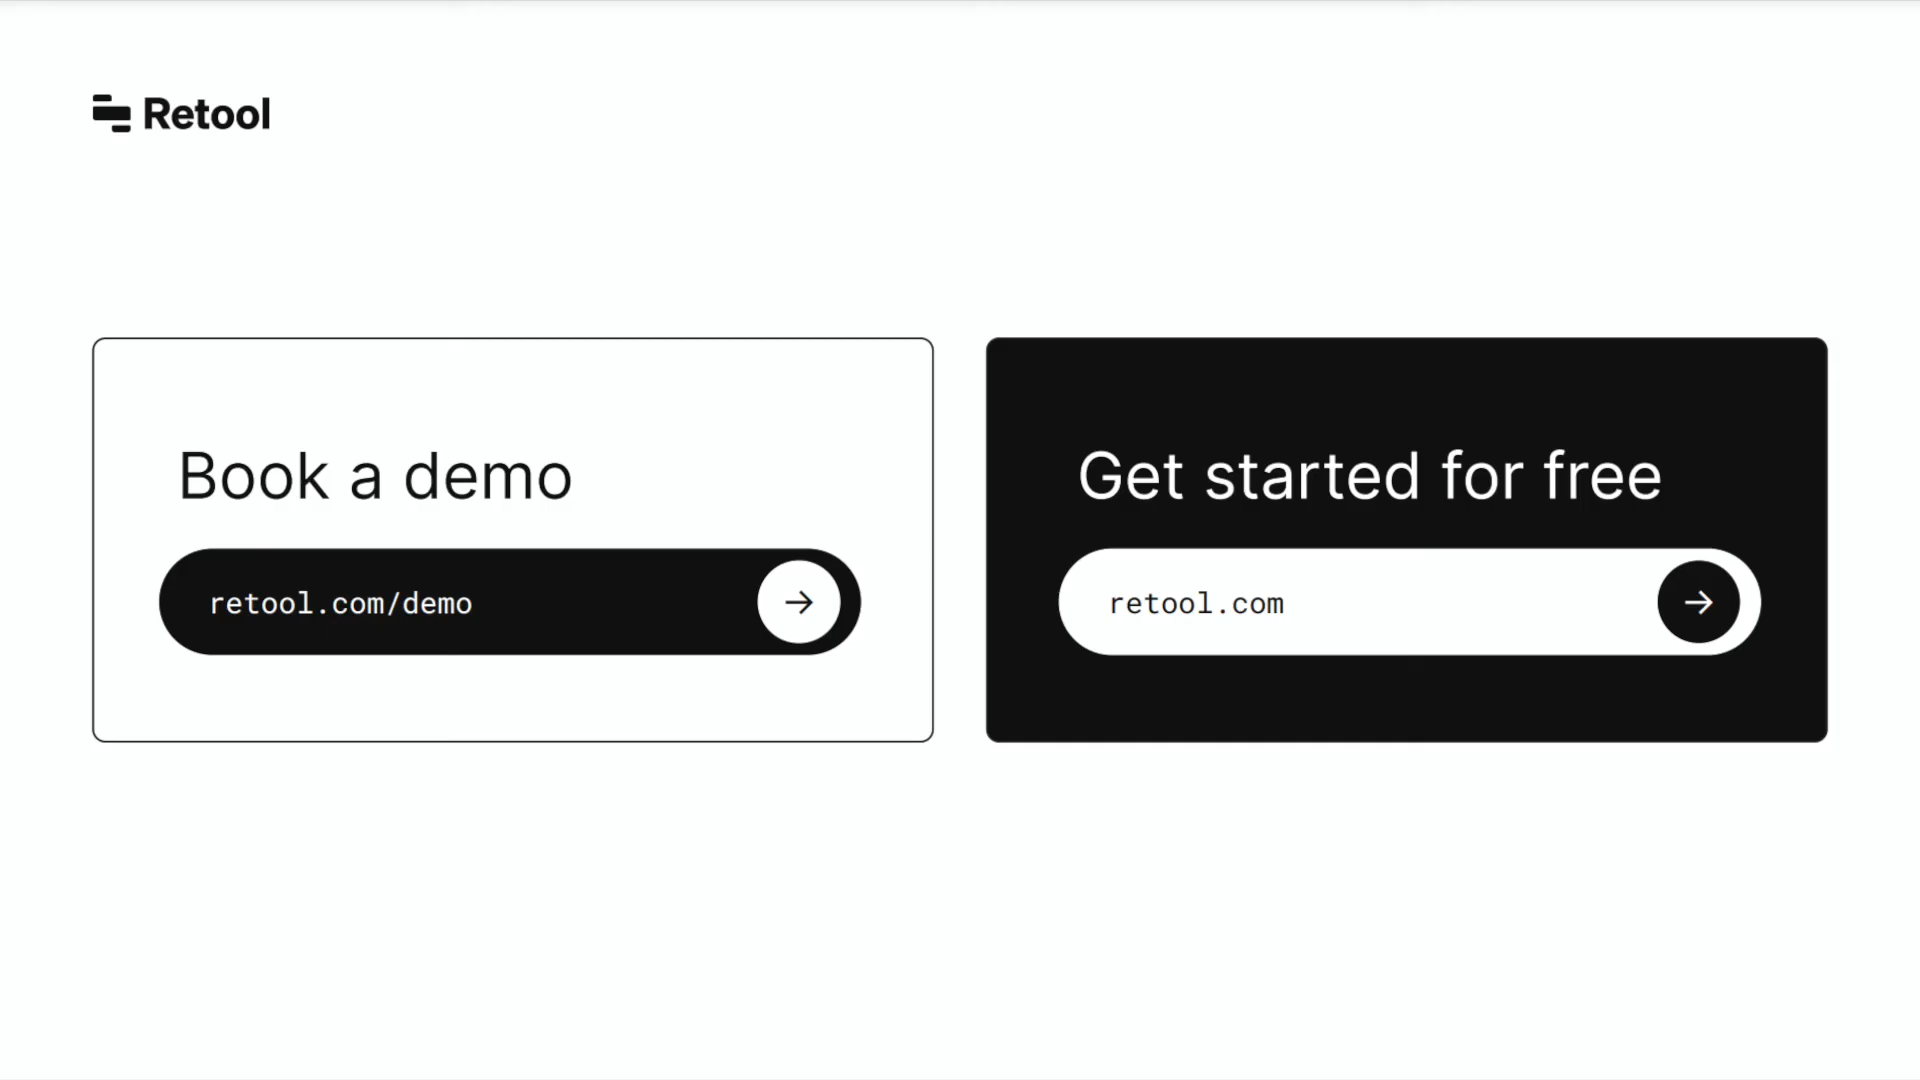 Retool
Book a demo
retool.com/demo
Get started for free
retool.com